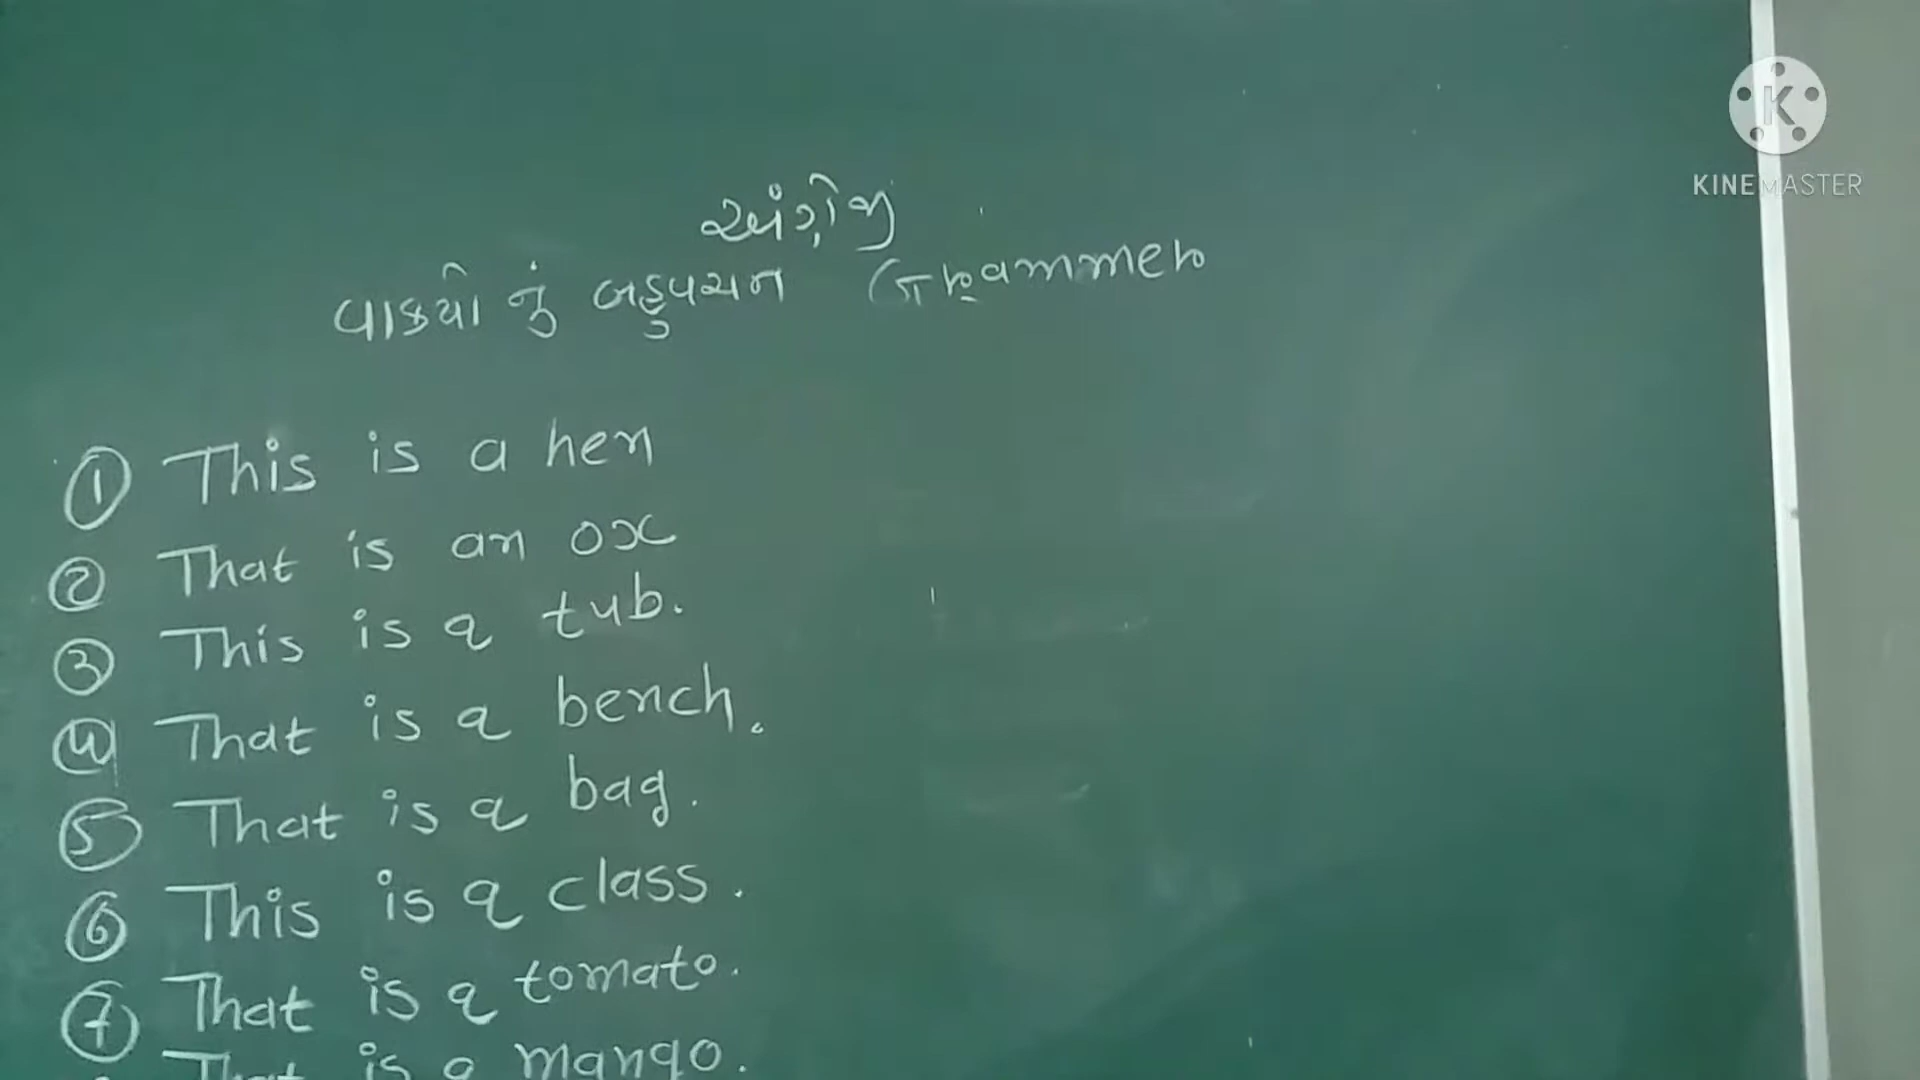 અંગ્રેજી
વાક્યો નું બહુવચન Grammmer
① This is a hen
② That is an ox
③ This is a tub.
④ That is a bench.
⑤ That is a bag.
⑥ This is a class.
⑦ That is a tomato.
That is a mango.
K
KINEMASTER